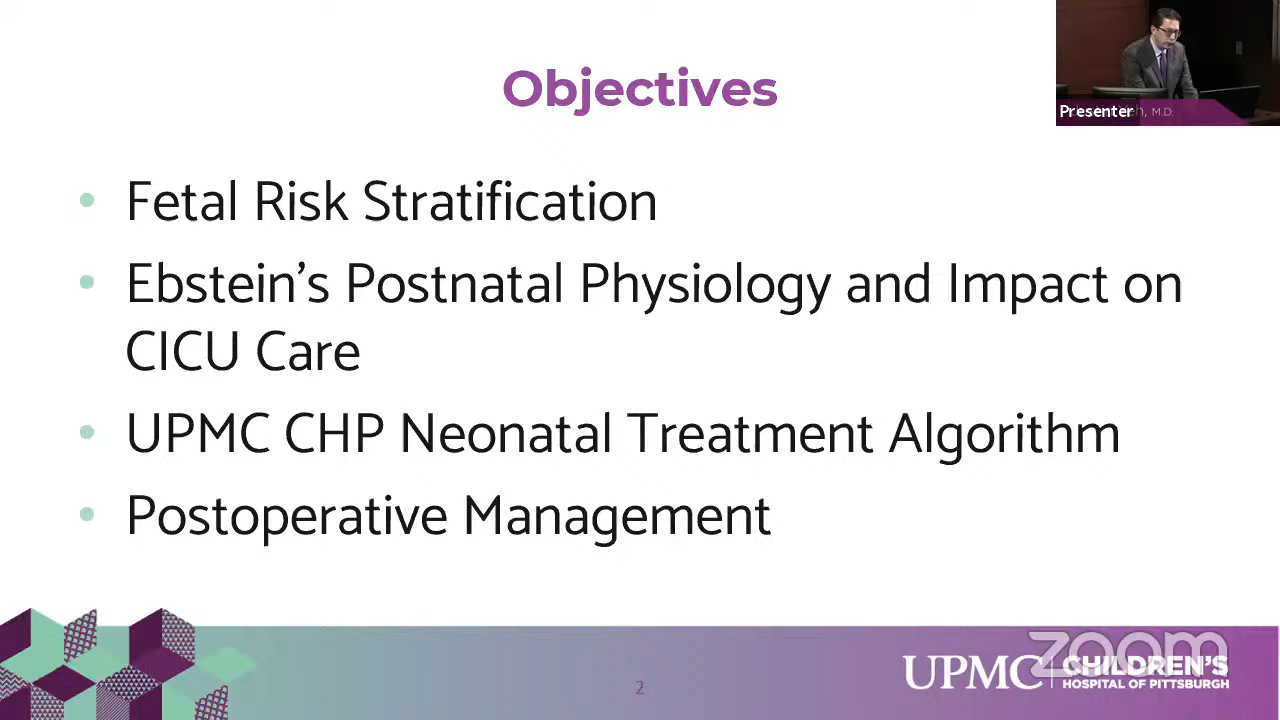 Objectives
Presenter
M.D.
• Fetal Risk Stratification
• Ebstein’s Postnatal Physiology and Impact on
CICU Care
• UPMC CHP Neonatal Treatment Algorithm
• Postoperative Management
zoom
2
UPMC CHILDREN'S
HOSPITAL OF PITTSBURGH